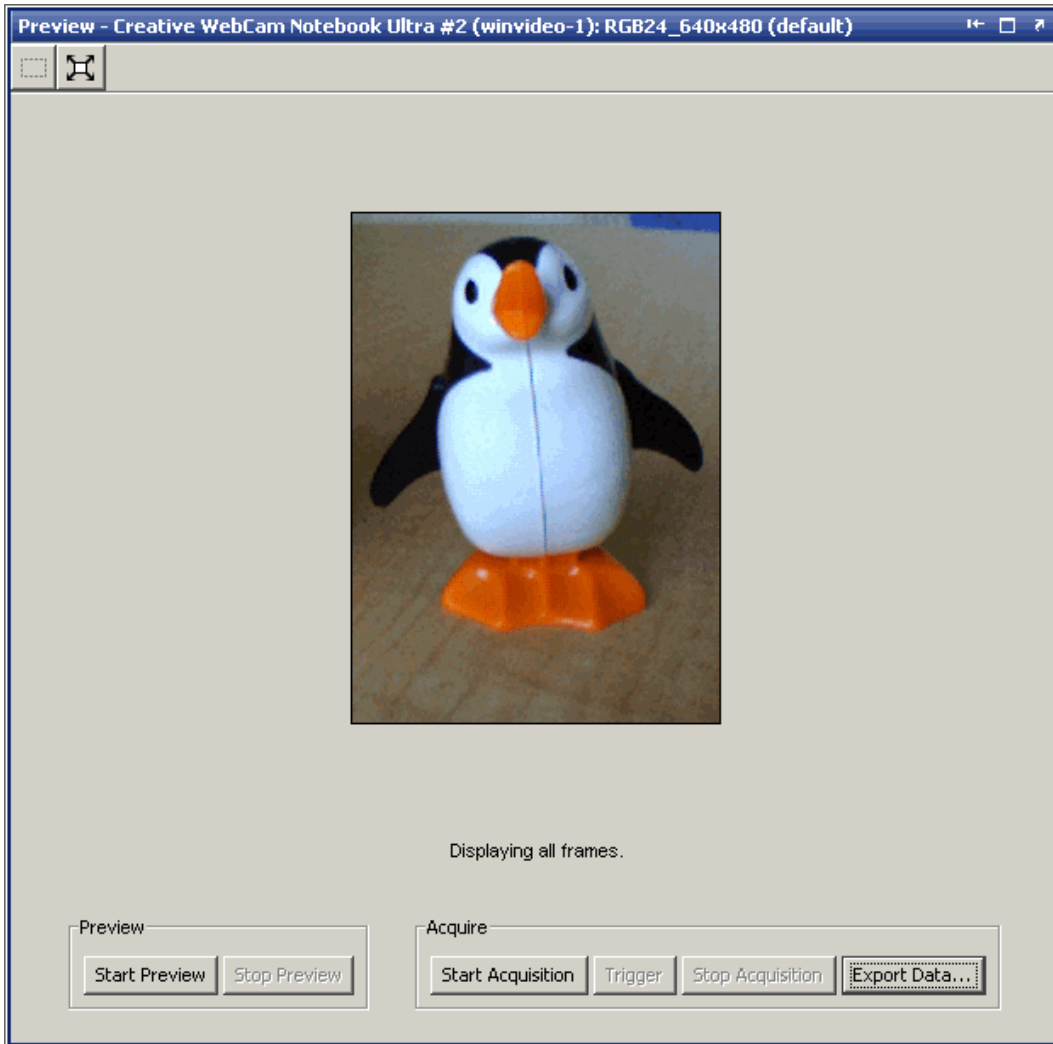 Preview - Creative WebCam Notebook Ultra #2 (winvideo-1): RGB24_640x480 (default)
Displaying all frames.
Preview
Start Preview
Stop Preview
Acquire
Start Acquisition
Trigger
Stop Acquisition
Export Data...